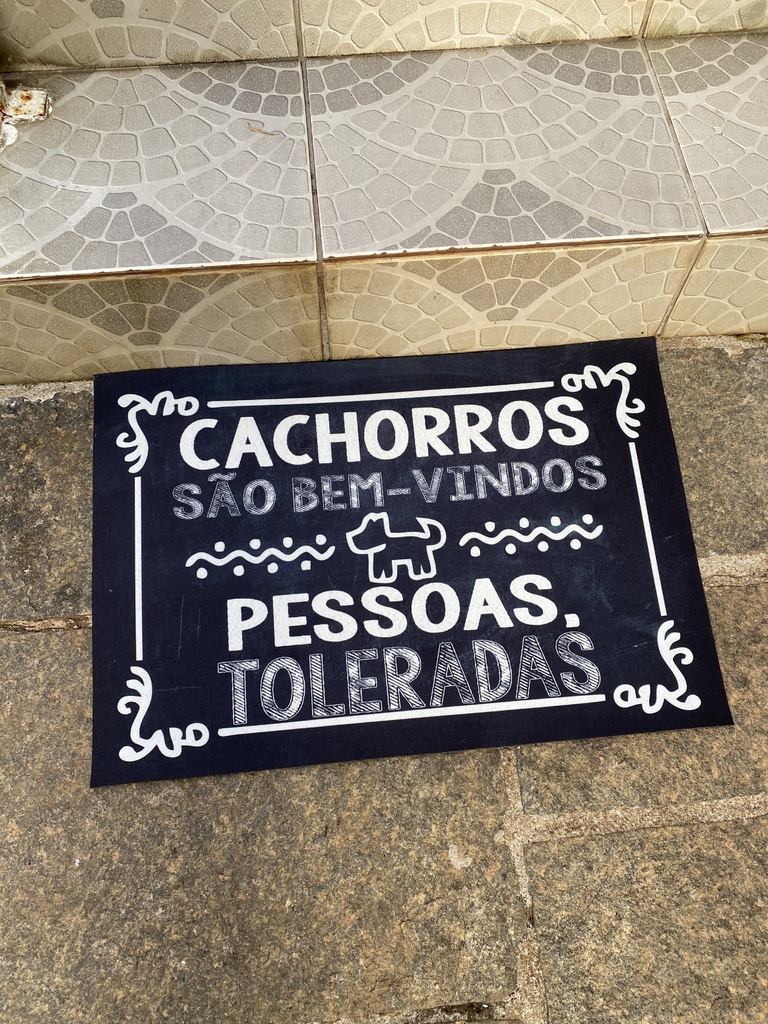 CACHORROS
SÃO BEM-VINDOS
PESSOAS,
TOLERADAS